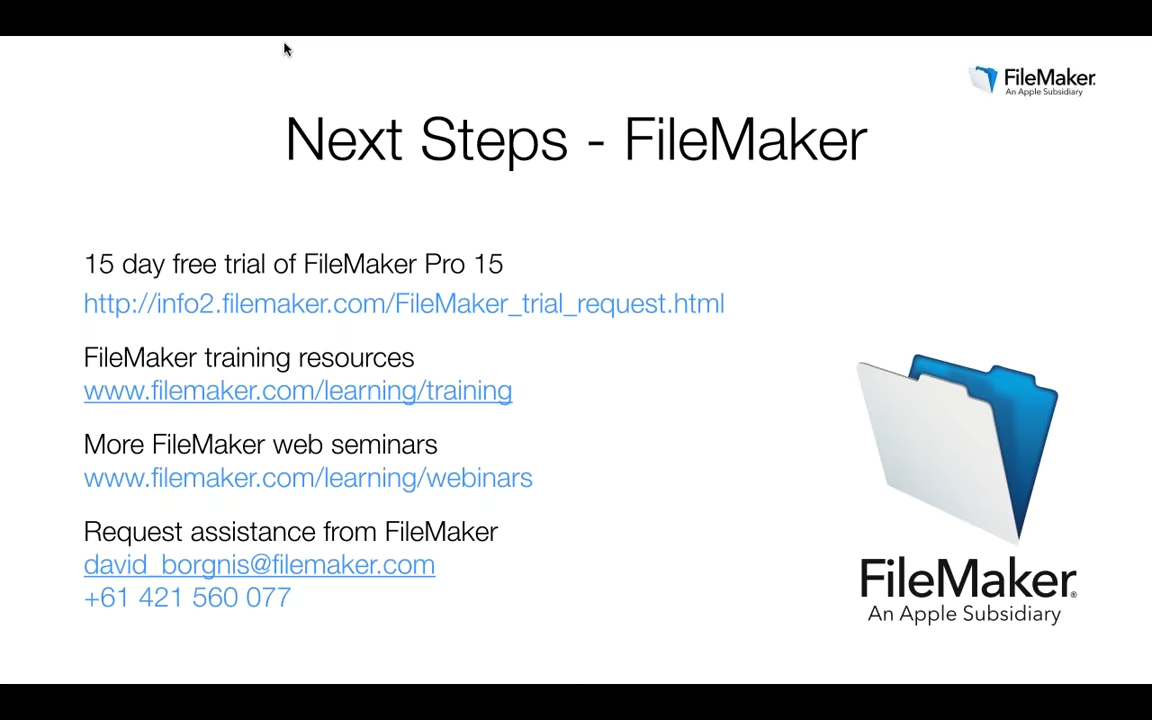 FileMaker.
An Apple Subsidiary
Next Steps - FileMaker
15 day free trial of FileMaker Pro 15
http://info2.filemaker.com/FileMaker_trial_request.html
FileMaker training resources
www.filemaker.com/learning/training
More FileMaker web seminars
www.filemaker.com/learning/webinars
Request assistance from FileMaker
david_borgnis@filemaker.com
+61 421 560 077
FileMaker®
An Apple Subsidiary